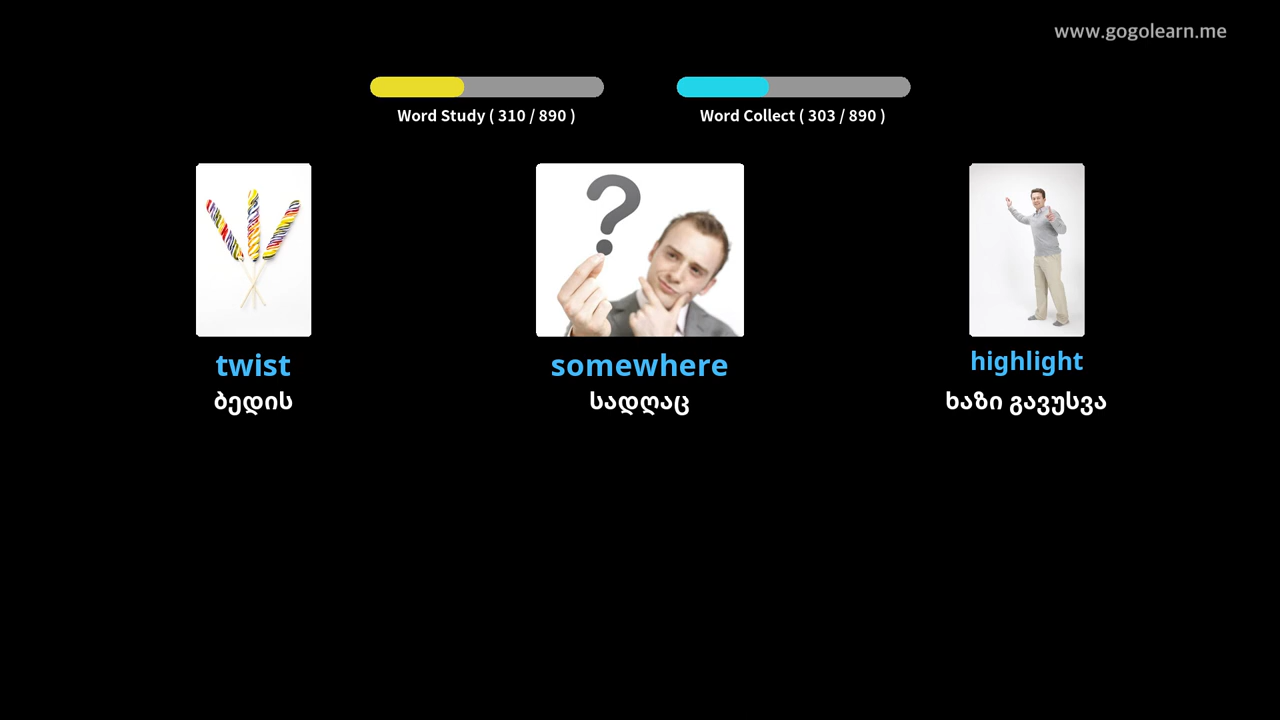 www.gogolearn.me
Word Study ( 310 / 890 )
Word Collect ( 303 / 890 )
twist
somewhere
highlight
ბედის
სადღაც
ხაზი გავუსვა